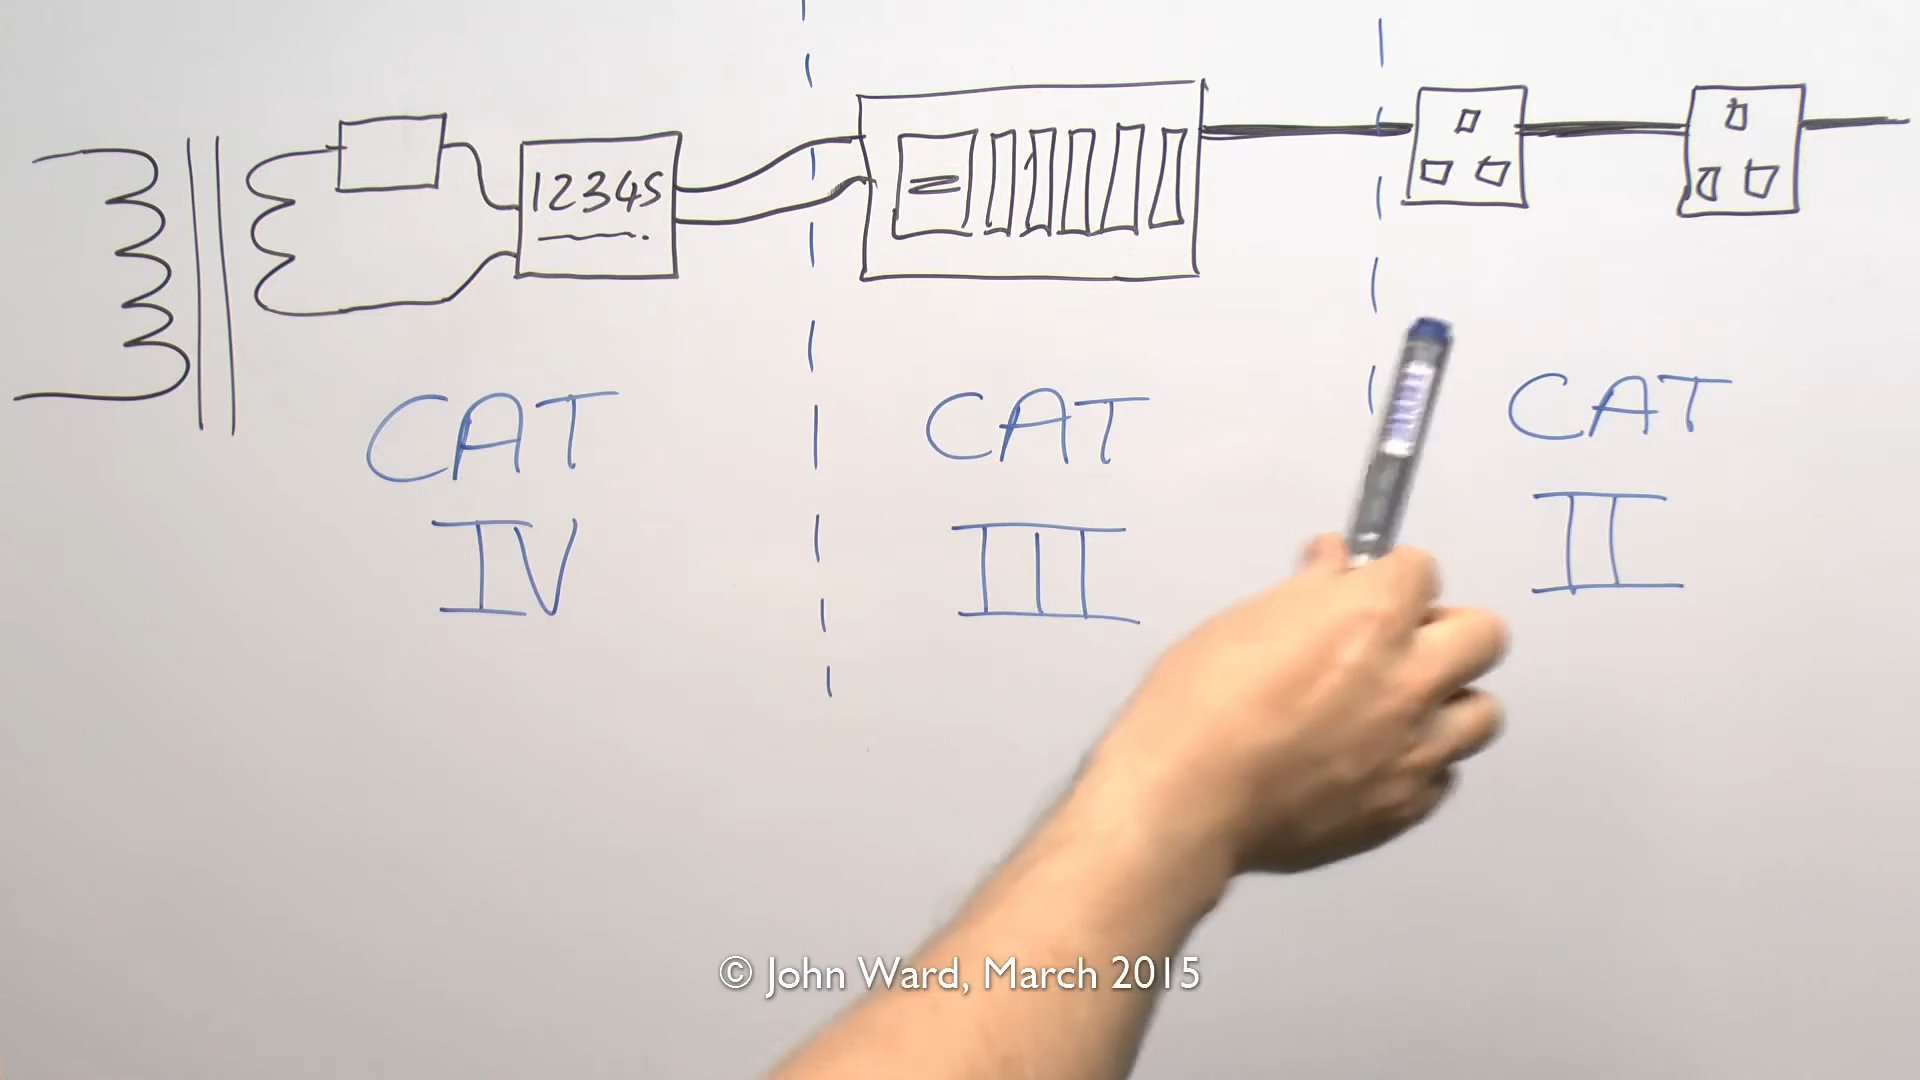 12345
CAT
IV
CAT
III
CAT
II
© John Ward, March 2015